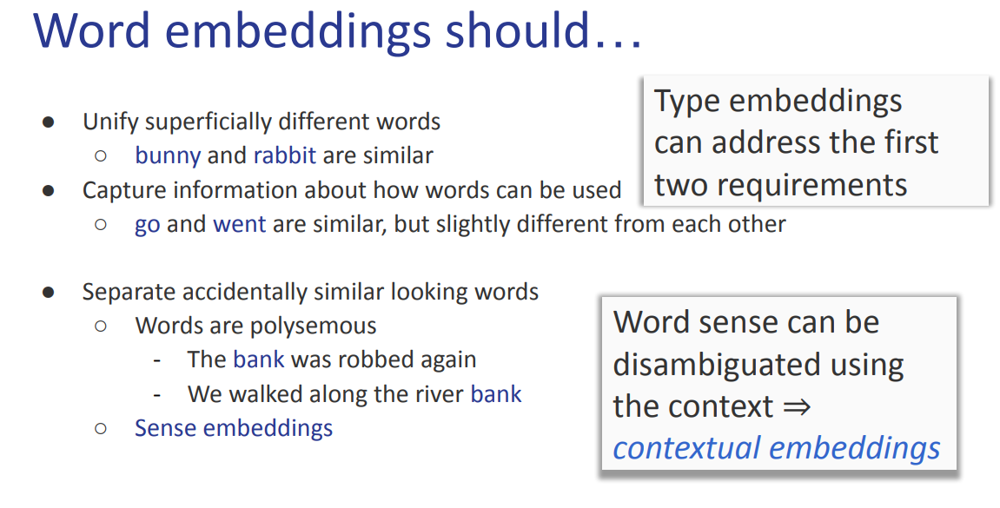 Word embeddings should…
● Unify superficially different words
○ bunny and rabbit are similar
● Capture information about how words can be used
○ go and went are similar, but slightly different from each other
Type embeddings
can address the first
two requirements
● Separate accidentally similar looking words
○ Words are polysemous
- The bank was robbed again
- We walked along the river bank
○ Sense embeddings
Word sense can be
disambiguated using
the context ⇒
contextual embeddings